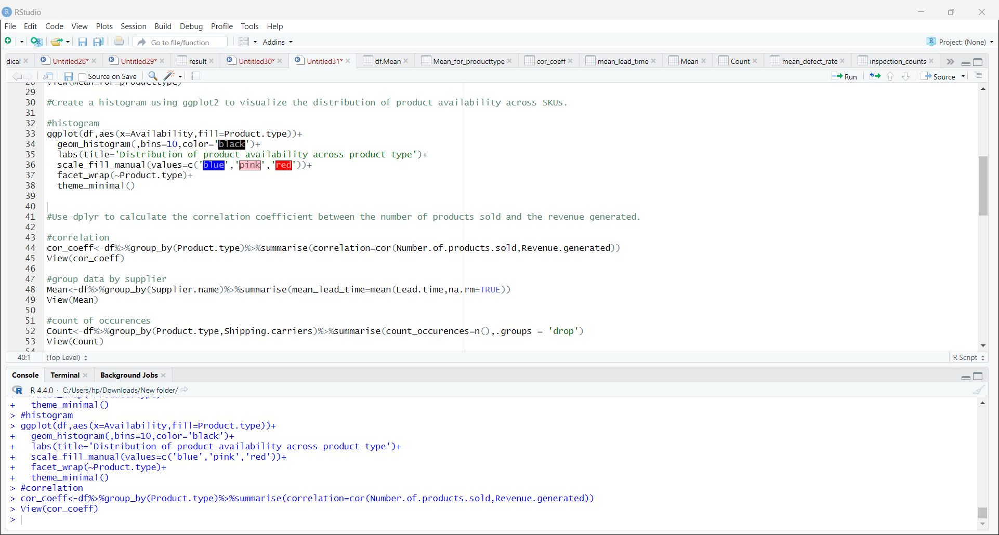 RStudio
File Edit Code View Plots Session Build Debug Profile Tools Help
Go to file/function Addins Project: (None)
dical Untitled28* Untitled29* result Untitled30* Untitled31* df.Mean Mean_for_producttype cor_coeff mean_lead_time Mean Count mean_defect_rate inspection_counts
Source on Save Run Source
28 View(Mean_for_producttype)
29
30 #Create a histogram using ggplot2 to visualize the distribution of product availability across SKUs.
31
32 #histogram
33 ggplot(df,aes(x=Availability,fill=Product.type))+
34 geom_histogram(,bins=10,color='black')+
35 labs(title='Distribution of product availability across product type')+
36 scale_fill_manual(values=c('blue','pink','red'))+
37 facet_wrap(~Product.type)+
38 theme_minimal()
39
40
41 #Use dplyr to calculate the correlation coefficient between the number of products sold and the revenue generated.
42
43 #correlation
44 cor_coeff<-df%>%group_by(Product.type)%>%summarise(correlation=cor(Number.of.products.sold,Revenue.generated))
45 View(cor_coeff)
46
47 #group data by supplier
48 Mean<-df%>%group_by(Supplier.name)%>%summarise(mean_lead_time=mean(Lead.time,na.rm=TRUE))
49 View(Mean)
50
51 #count of occurences
52 Count<-df%>%group_by(Product.type,Shipping.carriers)%>%summarise(count_occurences=n(),.groups = 'drop')
53 View(Count)
54
40:1 (Top Level) R Script
Console Terminal Background Jobs
R 4.4.0 · C:/Users/hp/Downloads/New folder/
+ facet_wrap(~Product.type)+
+ theme_minimal()
> #histogram
> ggplot(df,aes(x=Availability,fill=Product.type))+
+ geom_histogram(,bins=10,color='black')+
+ labs(title='Distribution of product availability across product type')+
+ scale_fill_manual(values=c('blue','pink','red'))+
+ facet_wrap(~Product.type)+
+ theme_minimal()
> #correlation
> cor_coeff<-df%>%group_by(Product.type)%>%summarise(correlation=cor(Number.of.products.sold,Revenue.generated))
> View(cor_coeff)
>